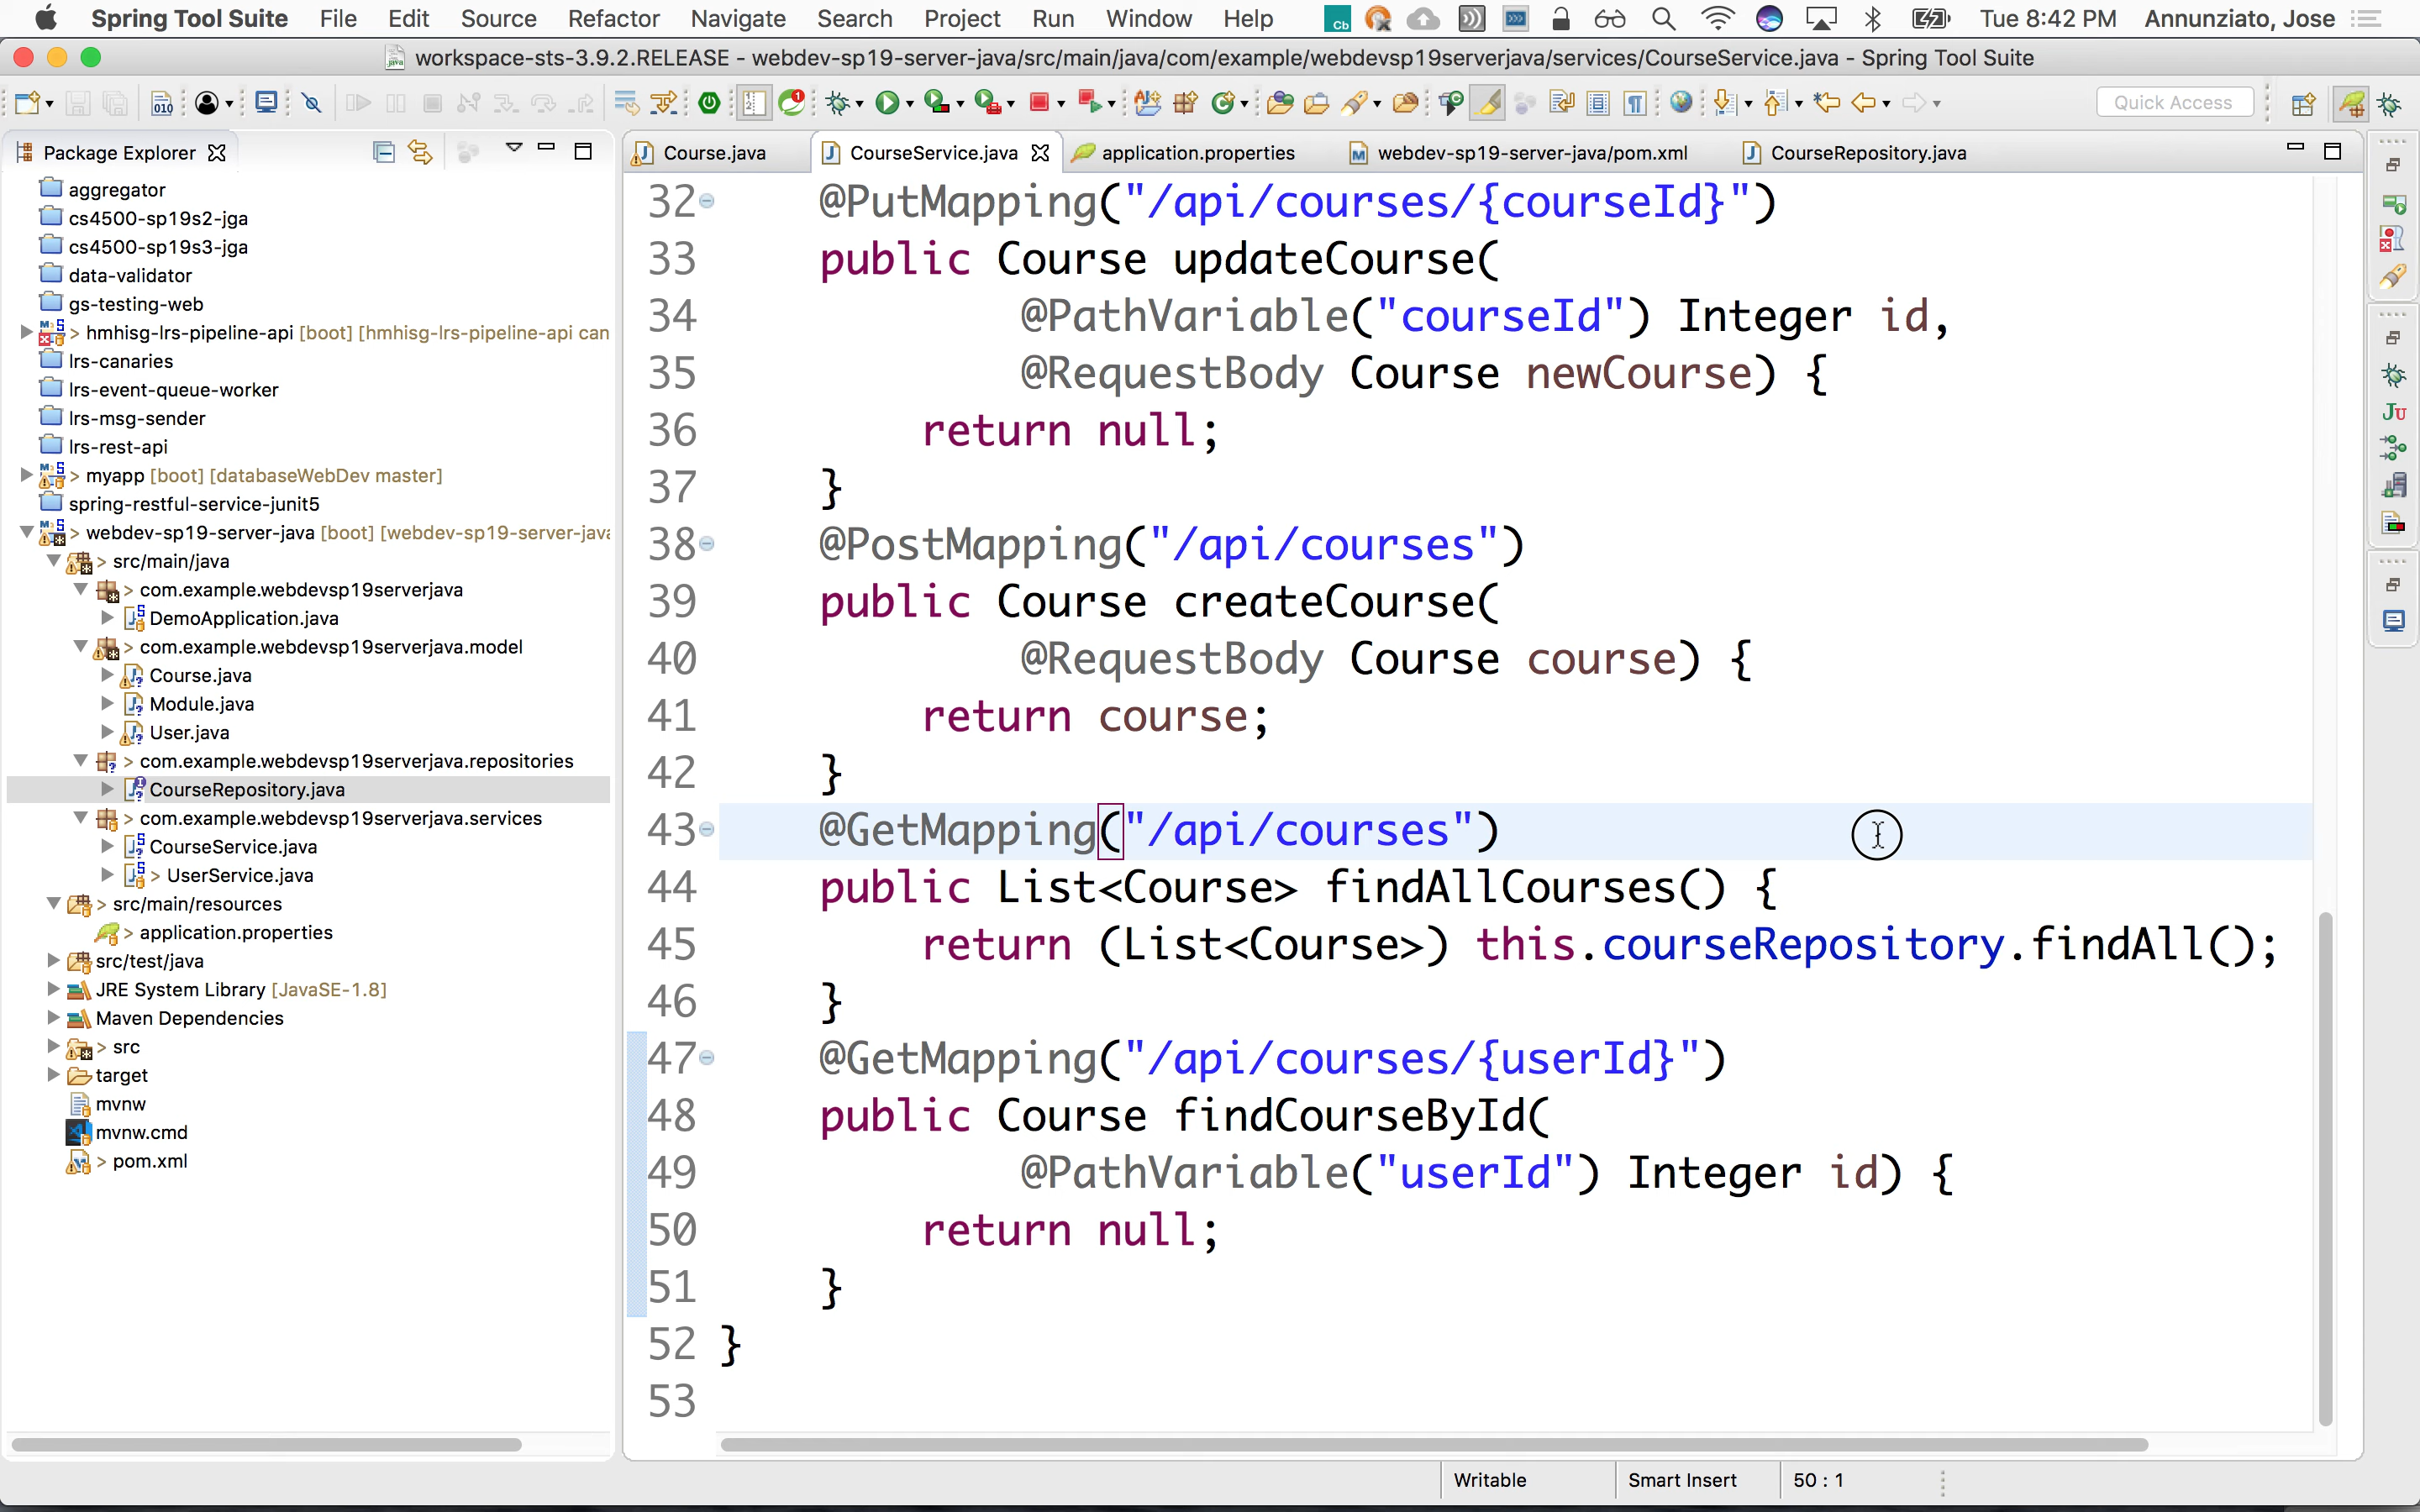 Spring Tool Suite File Edit Source Refactor Navigate Search Project Run Window Help Tue 8:42 PM Annunziato, Jose
workspace-sts-3.9.2.RELEASE - webdev-sp19-server-java/src/main/java/com/example/webdevsp19serverjava/services/CourseService.java - Spring Tool Suite
Quick Access
Package Explorer
Course.java CourseService.java application.properties webdev-sp19-server-java/pom.xml CourseRepository.java
aggregator
cs4500-sp19s2-jga
cs4500-sp19s3-jga
data-validator
gs-testing-web
> hmhisg-lrs-pipeline-api [boot] [hmhisg-lrs-pipeline-api can
lrs-canaries
lrs-event-queue-worker
lrs-msg-sender
lrs-rest-api
> myapp [boot] [databaseWebDev master]
spring-restful-service-junit5
> webdev-sp19-server-java [boot] [webdev-sp19-server-java
> src/main/java
> com.example.webdevsp19serverjava
DemoApplication.java
> com.example.webdevsp19serverjava.model
Course.java
Module.java
User.java
> com.example.webdevsp19serverjava.repositories
CourseRepository.java
> com.example.webdevsp19serverjava.services
CourseService.java
> UserService.java
> src/main/resources
> application.properties
src/test/java
JRE System Library [JavaSE-1.8]
Maven Dependencies
> src
target
mvnw
mvnw.cmd
> pom.xml
32 @PutMapping("/api/courses/{courseId}")
33 public Course updateCourse(
34 @PathVariable("courseId") Integer id,
35 @RequestBody Course newCourse) {
36 return null;
37 }
38 @PostMapping("/api/courses")
39 public Course createCourse(
40 @RequestBody Course course) {
41 return course;
42 }
43 @GetMapping("/api/courses")
44 public List<Course> findAllCourses() {
45 return (List<Course>) this.courseRepository.findAll();
46 }
47 @GetMapping("/api/courses/{userId}")
48 public Course findCourseById(
49 @PathVariable("userId") Integer id) {
50 return null;
51 }
52 }
53
Writable Smart Insert 50 : 1